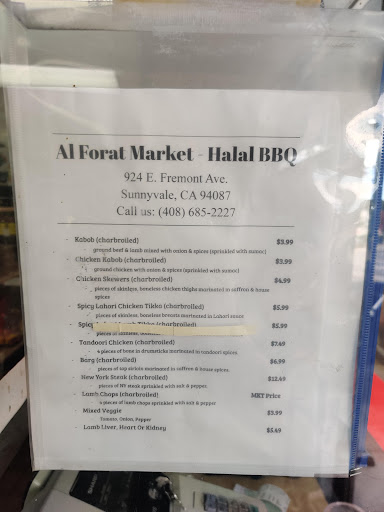 Al Forat Market - Halal BBQ
924 E. Fremont Ave.
Sunnyvale, CA 94087
Call us: (408) 685-2227
Kabob (charbroiled) $3.99
ground beef & lamb mixed with onion & spices (sprinkled with sumac)
Chicken Kabob (charbroiled) $3.99
ground chicken with onion & spices (sprinkled with sumac)
Chicken Skewers (charbroiled) $4.99
pieces of skinless, boneless chicken thighs marinated in saffron & house
spices
Spicy Lahori Chicken Tikka (charbroiled) $5.99
pieces of skinless, boneless breasts marinated in Lahori sauce
Spicy Tikka (charbroiled) $5.99
pieces of
Tandoori Chicken (charbroiled) $7.49
4 pieces of bone in drumsticks marinated in tandoori spices
Barg (charbroiled) $6.99
pieces of top sirloin marinated in saffron & house spices.
New York Steak (charbroiled) $12.49
pieces of NY steak sprinkled with salt & pepper.
Lamb Chops (charbroiled) MKT Price
4 pieces of lamb chops sprinkled with salt & pepper
Mixed Veggie $3.99
Tomato, Onion, Pepper
Lamb Liver, Heart Or Kidney $5.49